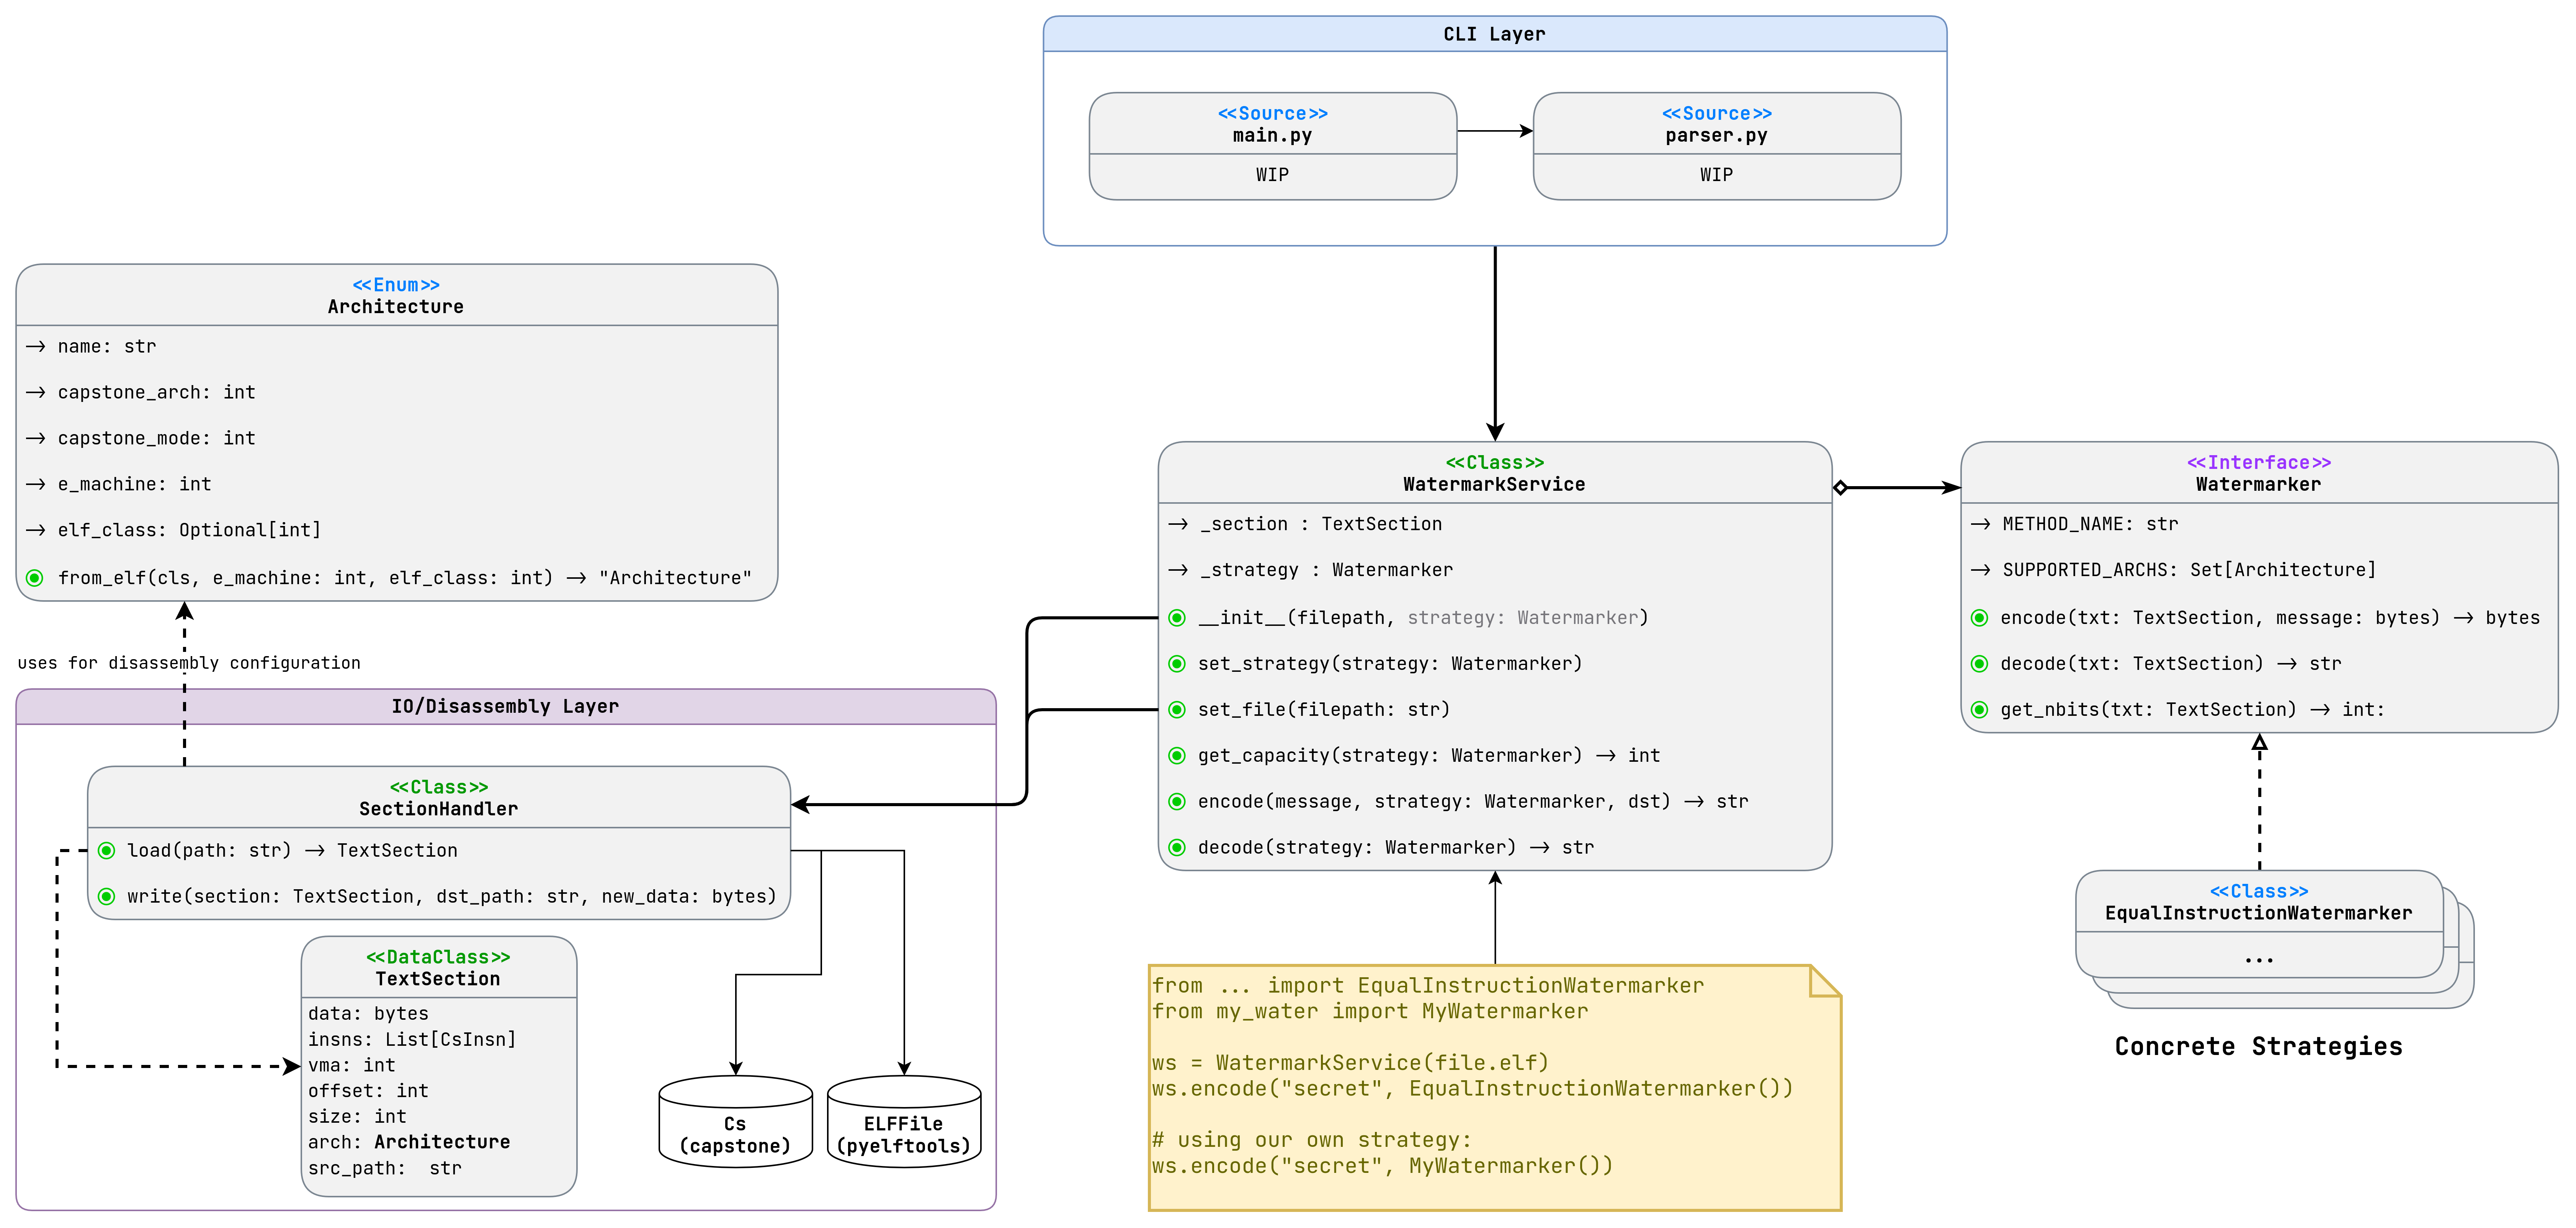 CLI Layer
<<Source>>
main.py
WIP
<<Source>>
parser.py
WIP
<<Enum>>
Architecture
→ name: str
→ capstone_arch: int
→ capstone_mode: int
→ e_machine: int
→ elf_class: Optional[int]
from_elf(cls, e_machine: int, elf_class: int) → "Architecture"
uses for disassembly configuration
IO/Disassembly Layer
<<Class>>
SectionHandler
load(path: str) → TextSection
write(section: TextSection, dst_path: str, new_data: bytes)
<<DataClass>>
TextSection
data: bytes
insns: List[CsInsn]
vma: int
offset: int
size: int
arch: Architecture
src_path:  str
Cs
(capstone)
ELFFile
(pyelftools)
<<Class>>
WatermarkService
→ _section : TextSection
→ _strategy : Watermarker
__init__(filepath, strategy: Watermarker)
set_strategy(strategy: Watermarker)
set_file(filepath: str)
get_capacity(strategy: Watermarker) → int
encode(message, strategy: Watermarker, dst) → str
decode(strategy: Watermarker) → str
from ... import EqualInstructionWatermarker
from my_water import MyWatermarker
ws = WatermarkService(file.elf)
ws.encode("secret", EqualInstructionWatermarker())
# using our own strategy:
ws.encode("secret", MyWatermarker())
<<Interface>>
Watermarker
→ METHOD_NAME: str
→ SUPPORTED_ARCHS: Set[Architecture]
encode(txt: TextSection, message: bytes) → bytes
decode(txt: TextSection) → str
get_nbits(txt: TextSection) → int:
<<Class>>
EqualInstructionWatermarker
...
Concrete Strategies